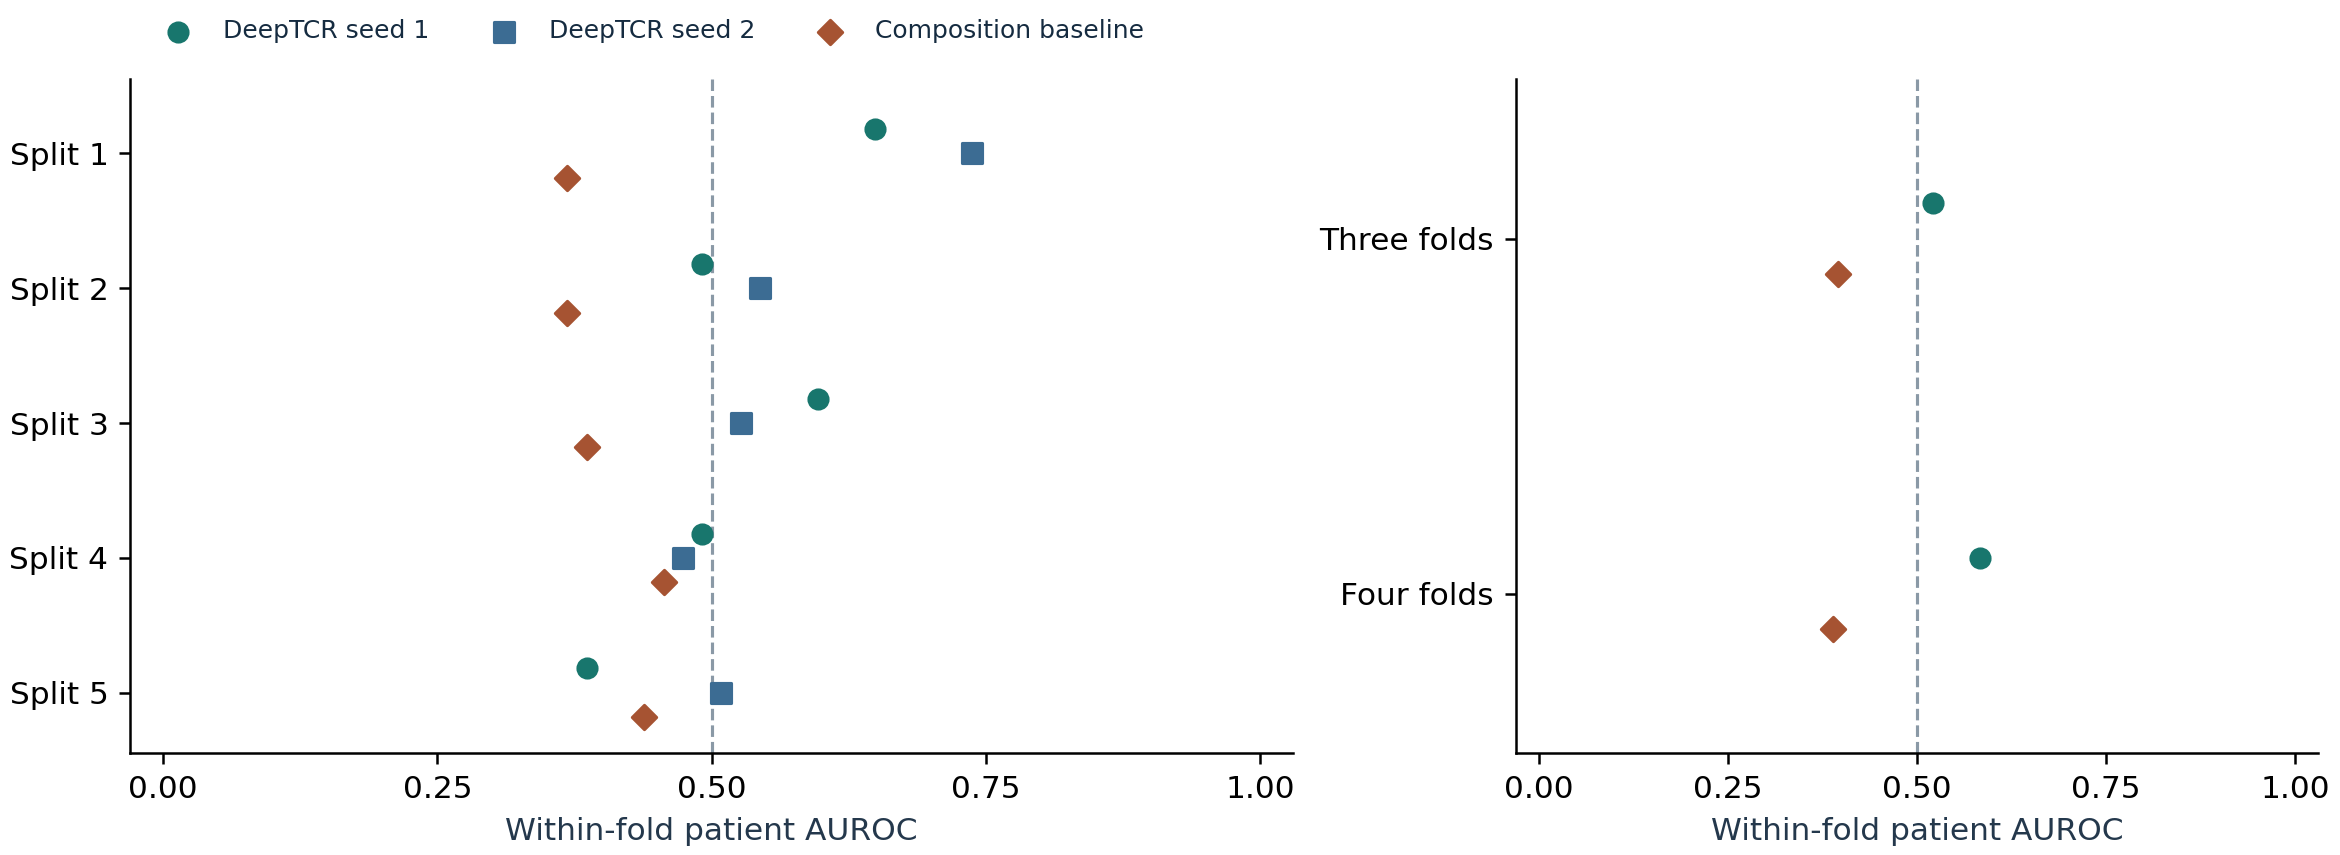 DeepTCR seed 1
DeepTCR seed 2
Composition baseline
Split 1
Split 2
Split 3
Split 4
Split 5
0.00 0.25 0.50 0.75 1.00
Within-fold patient AUROC
Three folds
Four folds
0.00 0.25 0.50 0.75 1.00
Within-fold patient AUROC